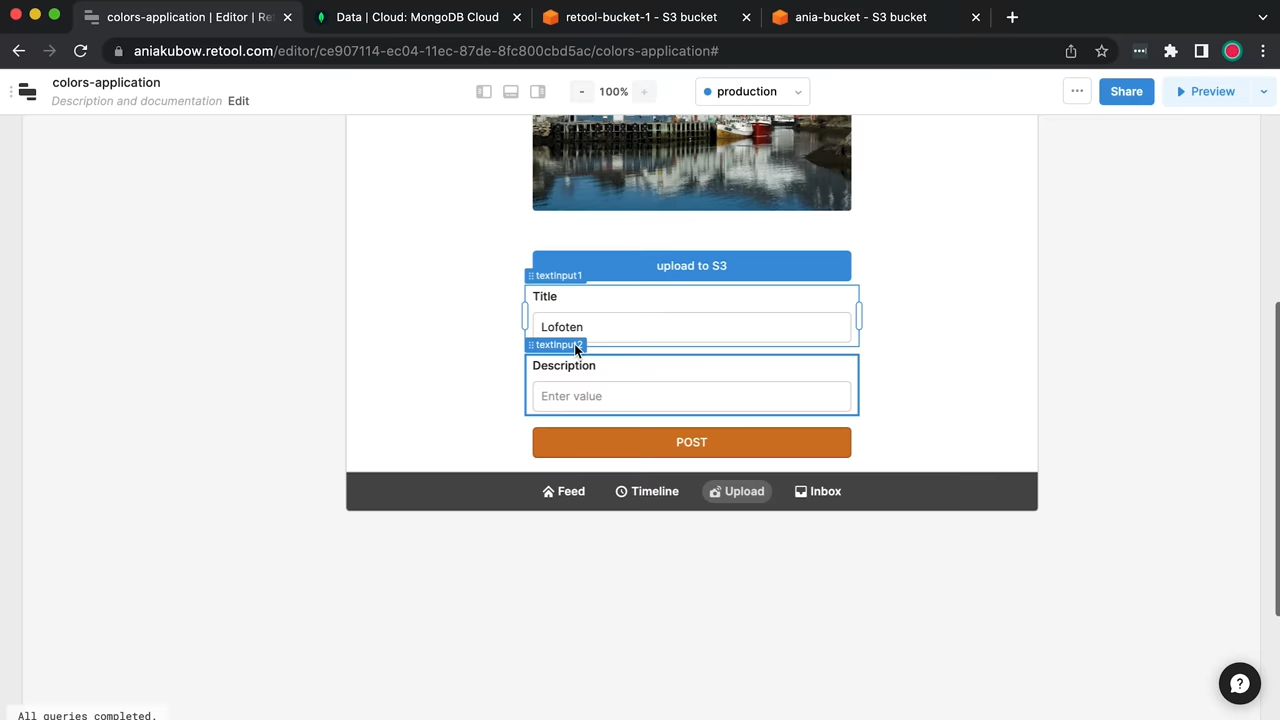 colors-application | Editor | Re
Data | Cloud: MongoDB Cloud
retool-bucket-1 - S3 bucket
ania-bucket - S3 bucket
aniakubow.retool.com/editor/ce907114-ec04-11ec-87de-8fc800cbd5ac/colors-application#
colors-application
Description and documentation Edit
- 100% +
production
Share
Preview
upload to S3
textInput1
Title
Lofoten
textInput2
Description
Enter value
POST
Feed
Timeline
Upload
Inbox
All queries completed.